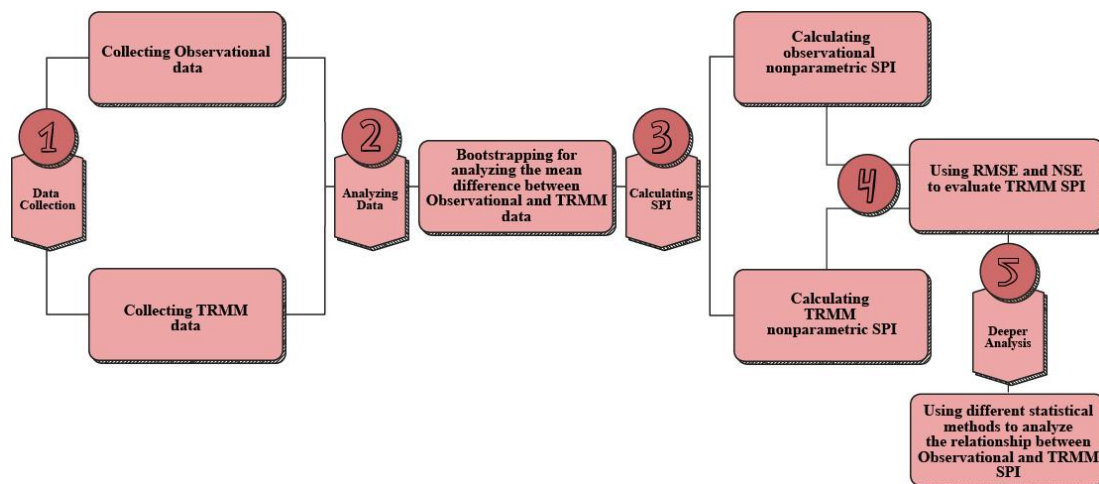 1
Data
Collection
Collecting Observational
data
Collecting TRMM
data
2
Analyzing
Data
Bootstrapping for
analyzing the mean
difference between
Observational and TRMM
data
3
Calculating
SPI
Calculating
observational
nonparametric SPI
Calculating
TRMM
nonparametric SPI
4
Using RMSE and NSE
to evaluate TRMM SPI
5
Deeper
Analysis
Using different statistical
methods to analyze
the relationship between
Observational and TRMM
SPI